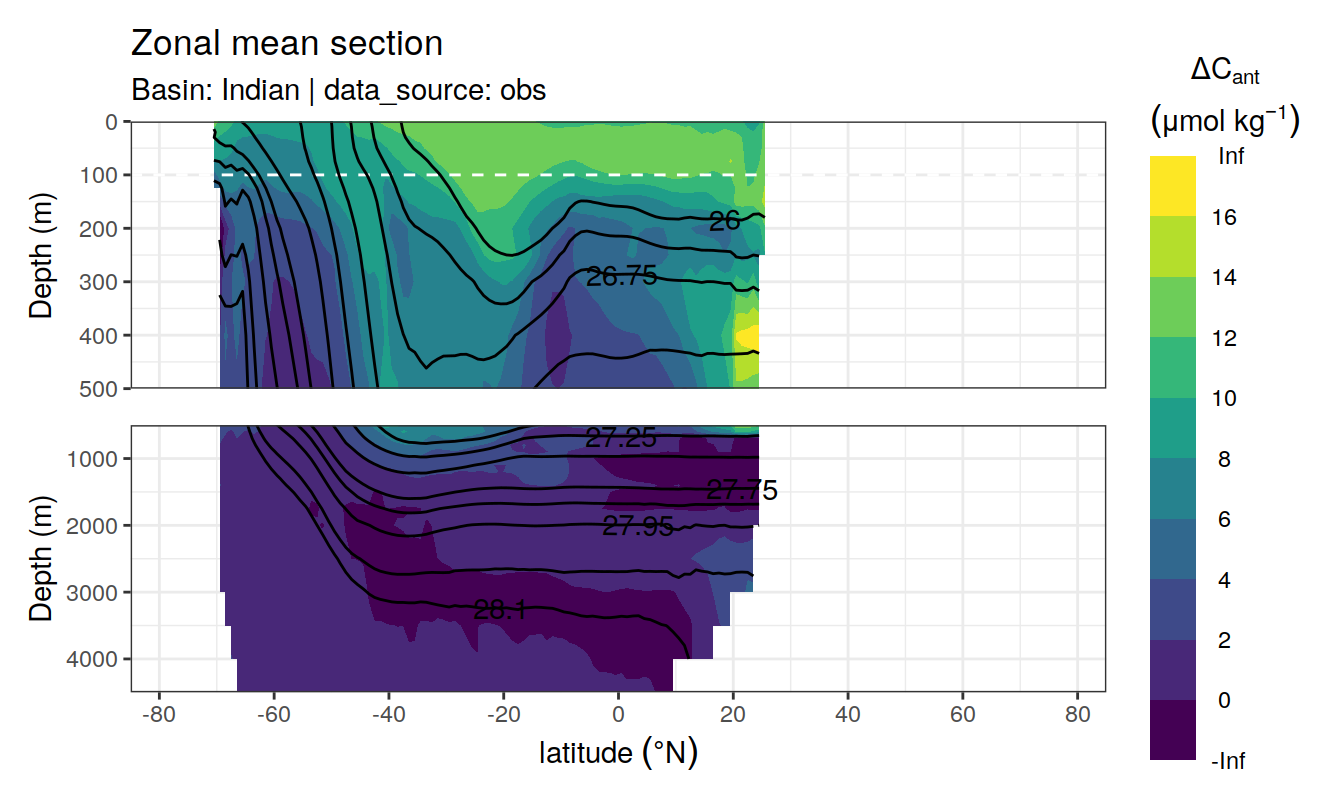 Zonal mean section
Basin: Indian | data_source: obs
ΔCant
(μmol kg⁻¹)
Inf
16
14
12
10
8
6
4
2
0
-Inf
Depth (m)
0
100
200
300
400
500
26
26.75
Depth (m)
1000
2000
3000
4000
27.25
27.75
27.95
28.1
-80 -60 -40 -20 0 20 40 60 80
latitude (°N)